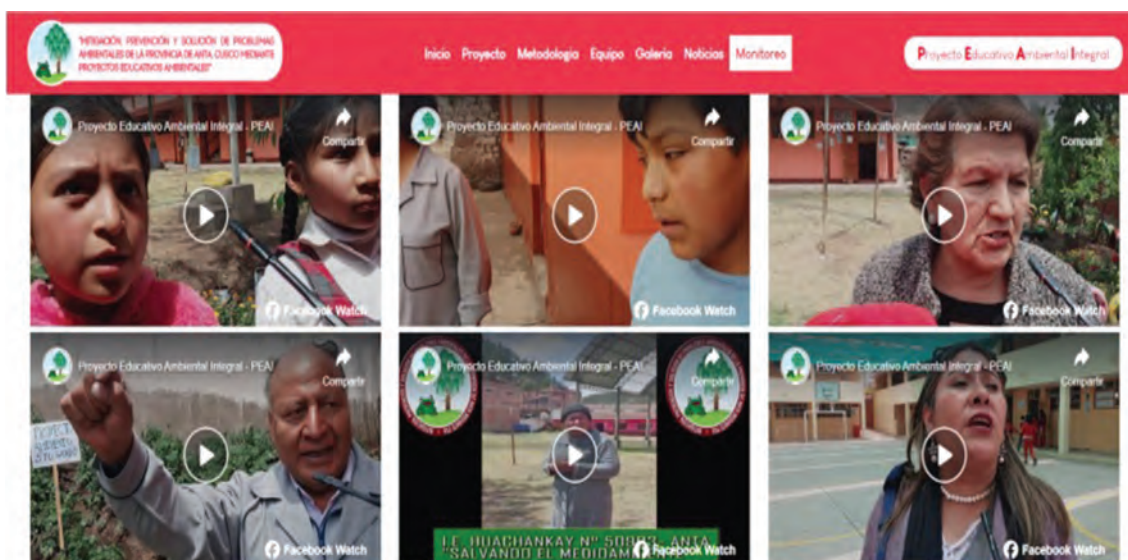 "MITIGACIÓN, PREVENCIÓN Y SOLUCIÓN DE PROBLEMAS
AMBIENTALES DE LA PROVINCIA DE ANTA, CUSCO MEDIANTE
PROYECTOS EDUCATIVOS AMBIENTALES"
Inicio Proyecto Metodología Equipo Galería Noticias Monitoreo
Proyecto Educativo Ambiental Integral
Proyecto Educativo Ambiental Integral - PEAI
Compartir
Facebook Watch
Proyecto Educativo Ambiental Integral - PEAI
Compartir
Facebook Watch
Proyecto Educativo Ambiental Integral - PEAI
Compartir
Facebook Watch
Proyecto Educativo Ambiental Integral - PEAI
Compartir
Facebook Watch
Proyecto Educativo Ambiental Integral - PEAI
Compartir
I.E. HUACHANKAY Nº - ANTA
"SALVANDO EL
Facebook Watch
Proyecto Educativo Ambiental Integral - PEAI
Compartir
Facebook Watch